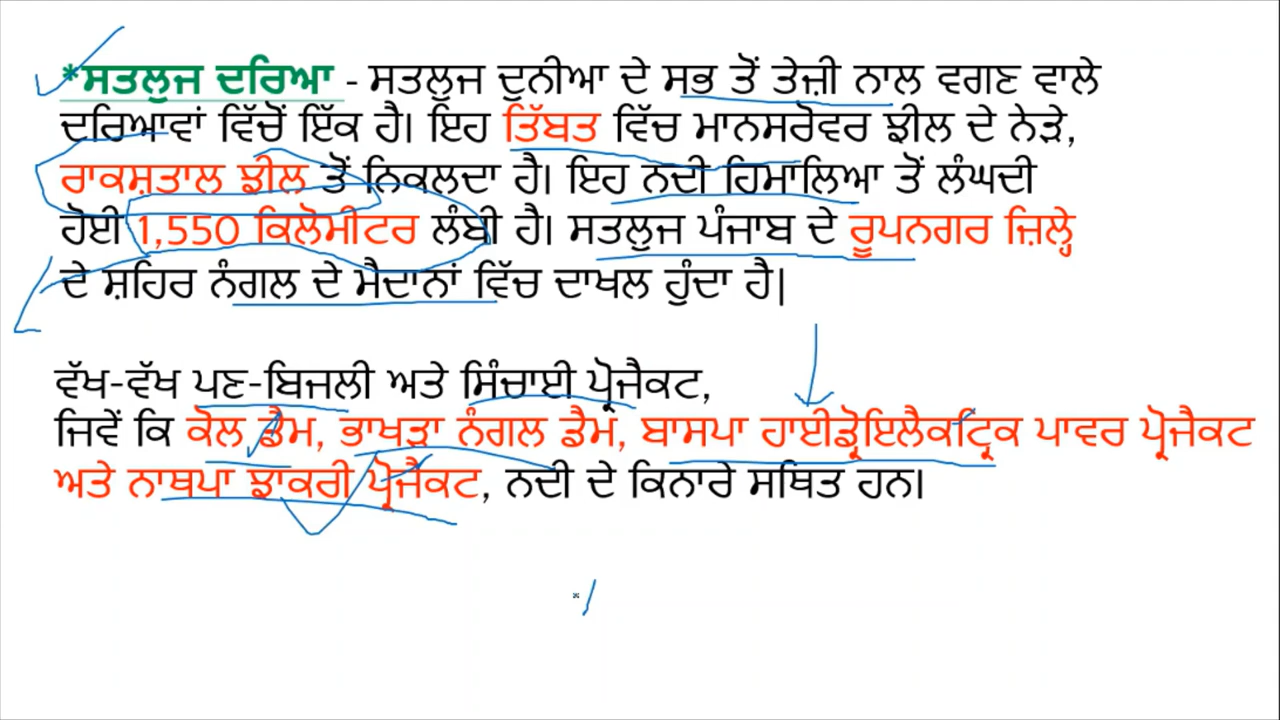 *ਸਤਲੁਜ ਦਰਿਆ - ਸਤਲੁਜ ਦੁਨੀਆ ਦੇ ਸਭ ਤੋਂ ਤੇਜ਼ੀ ਨਾਲ ਵਗਣ ਵਾਲੇ
ਦਰਿਆਵਾਂ ਵਿੱਚੋਂ ਇੱਕ ਹੈ। ਇਹ ਤਿੱਬਤ ਵਿੱਚ ਮਾਨਸਰੋਵਰ ਝੀਲ ਦੇ ਨੇੜੇ,
ਰਾਕਸ਼ਤਾਲ ਝੀਲ ਤੋਂ ਨਿਕਲਦਾ ਹੈ। ਇਹ ਨਦੀ ਹਿਮਾਲਿਆ ਤੋਂ ਲੰਘਦੀ
ਹੋਈ 1,550 ਕਿਲੋਮੀਟਰ ਲੰਬੀ ਹੈ। ਸਤਲੁਜ ਪੰਜਾਬ ਦੇ ਰੂਪਨਗਰ ਜ਼ਿਲ੍ਹੇ
ਦੇ ਸ਼ਹਿਰ ਨੰਗਲ ਦੇ ਮੈਦਾਨਾਂ ਵਿੱਚ ਦਾਖਲ ਹੁੰਦਾ ਹੈ।
ਵੱਖ-ਵੱਖ ਪਣ-ਬਿਜਲੀ ਅਤੇ ਸਿੰਚਾਈ ਪ੍ਰੋਜੈਕਟ,
ਜਿਵੇਂ ਕਿ ਕੋਲ ਡੈਮ, ਭਾਖੜਾ ਨੰਗਲ ਡੈਮ, ਬਾਸਪਾ ਹਾਈਡ੍ਰੋਇਲੈਕਟ੍ਰਿਕ ਪਾਵਰ ਪ੍ਰੋਜੈਕਟ
ਅਤੇ ਨਾਥਪਾ ਝਾਕਰੀ ਪ੍ਰੋਜੈਕਟ, ਨਦੀ ਦੇ ਕਿਨਾਰੇ ਸਥਿਤ ਹਨ।